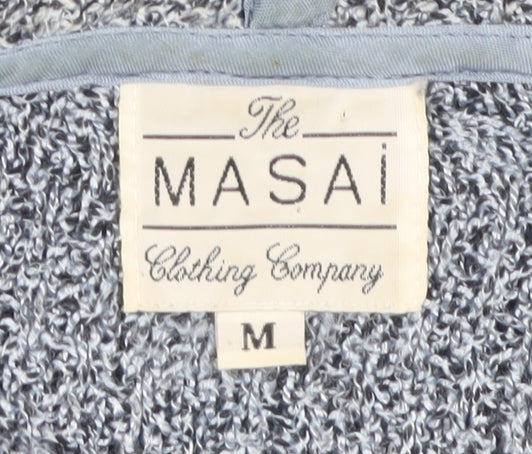 The
MASAi
Clothing Company
M